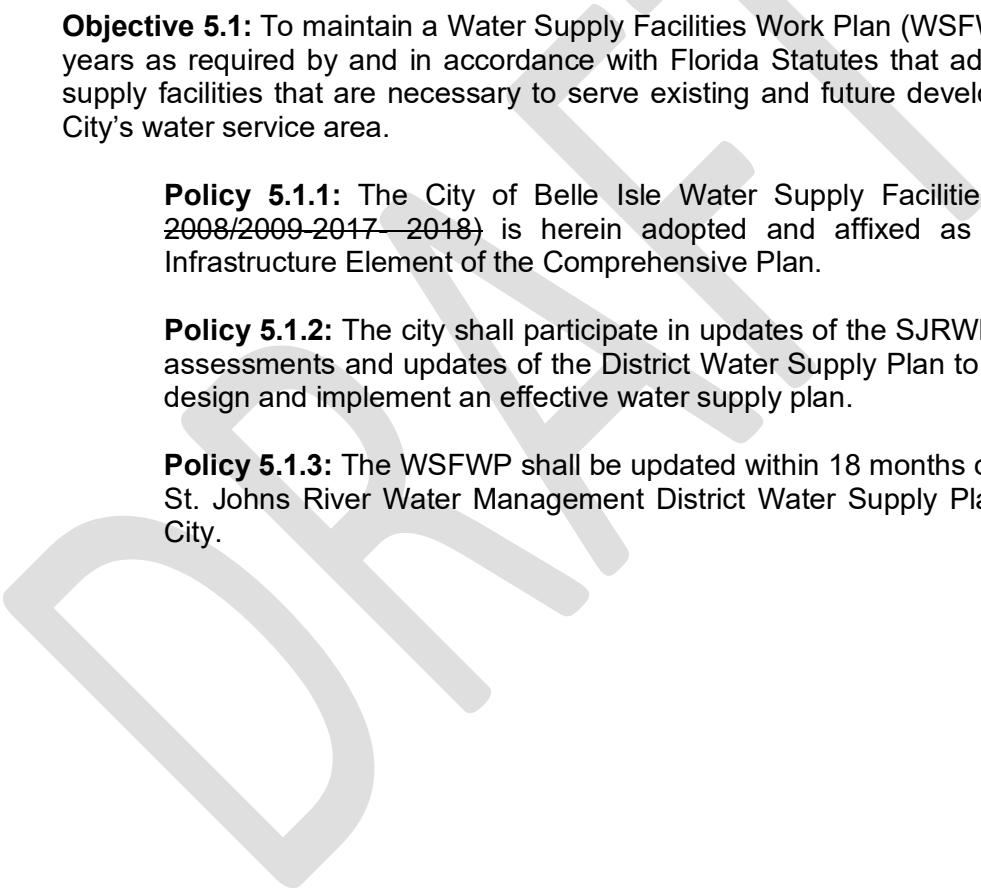 Objective 5.1: To maintain a Water Supply Facilities Work Plan (WSFW
years as required by and in accordance with Florida Statutes that ad
supply facilities that are necessary to serve existing and future develo
City’s water service area.
Policy 5.1.1: The City of Belle Isle Water Supply Facilitie
2008/2009-2017- 2018) is herein adopted and affixed as
Infrastructure Element of the Comprehensive Plan.
Policy 5.1.2: The city shall participate in updates of the SJRW
assessments and updates of the District Water Supply Plan to
design and implement an effective water supply plan.
Policy 5.1.3: The WSFWP shall be updated within 18 months o
St. Johns River Water Management District Water Supply Pla
City.
DRAFT